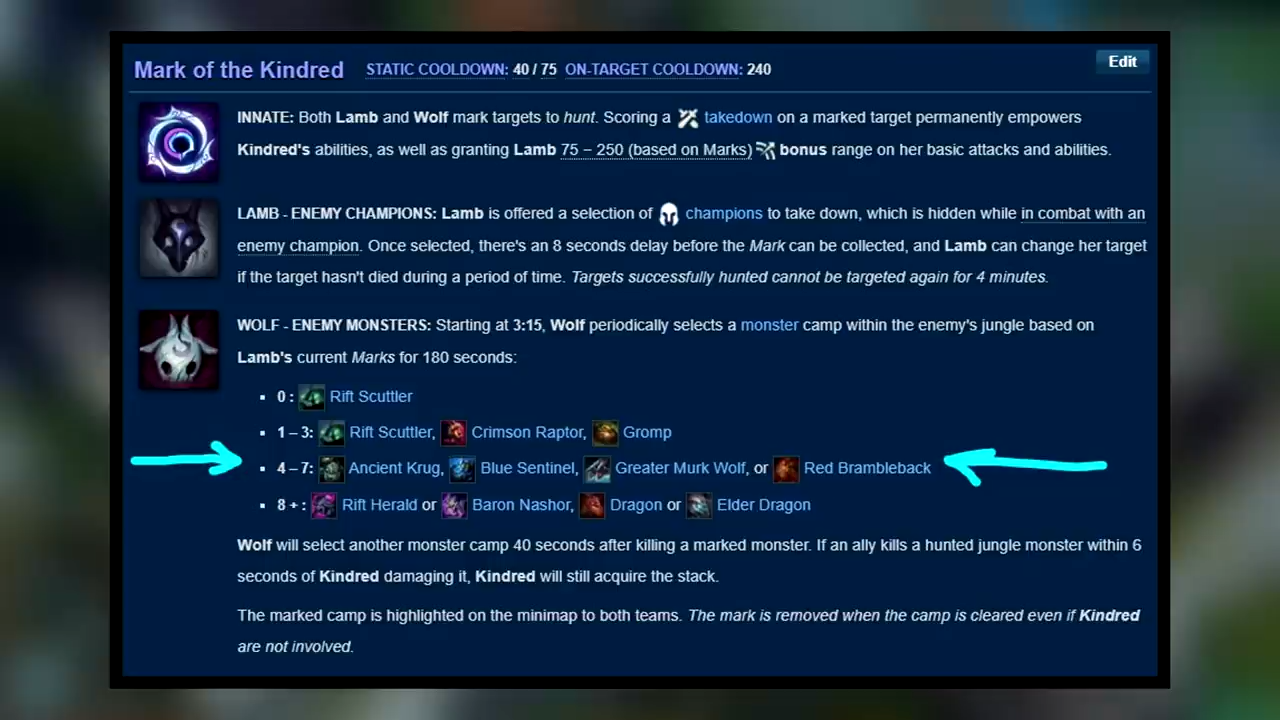 Mark of the Kindred STATIC COOLDOWN: 40 / 75 ON-TARGET COOLDOWN: 240 Edit
INNATE: Both Lamb and Wolf mark targets to hunt. Scoring a takedown on a marked target permanently empowers
Kindred's abilities, as well as granting Lamb 75 – 250 (based on Marks) bonus range on her basic attacks and abilities.
LAMB - ENEMY CHAMPIONS: Lamb is offered a selection of champions to take down, which is hidden while in combat with an
enemy champion. Once selected, there's an 8 seconds delay before the Mark can be collected, and Lamb can change her target
if the target hasn't died during a period of time. Targets successfully hunted cannot be targeted again for 4 minutes.
WOLF - ENEMY MONSTERS: Starting at 3:15, Wolf periodically selects a monster camp within the enemy's jungle based on
Lamb's current Marks for 180 seconds:
▪ 0 : Rift Scuttler
▪ 1 – 3: Rift Scuttler, Crimson Raptor, Gromp
▪ 4 – 7: Ancient Krug, Blue Sentinel, Greater Murk Wolf, or Red Brambleback
▪ 8 + : Rift Herald or Baron Nashor, Dragon or Elder Dragon
Wolf will select another monster camp 40 seconds after killing a marked monster. If an ally kills a hunted jungle monster within 6
seconds of Kindred damaging it, Kindred will still acquire the stack.
The marked camp is highlighted on the minimap to both teams. The mark is removed when the camp is cleared even if Kindred
are not involved.